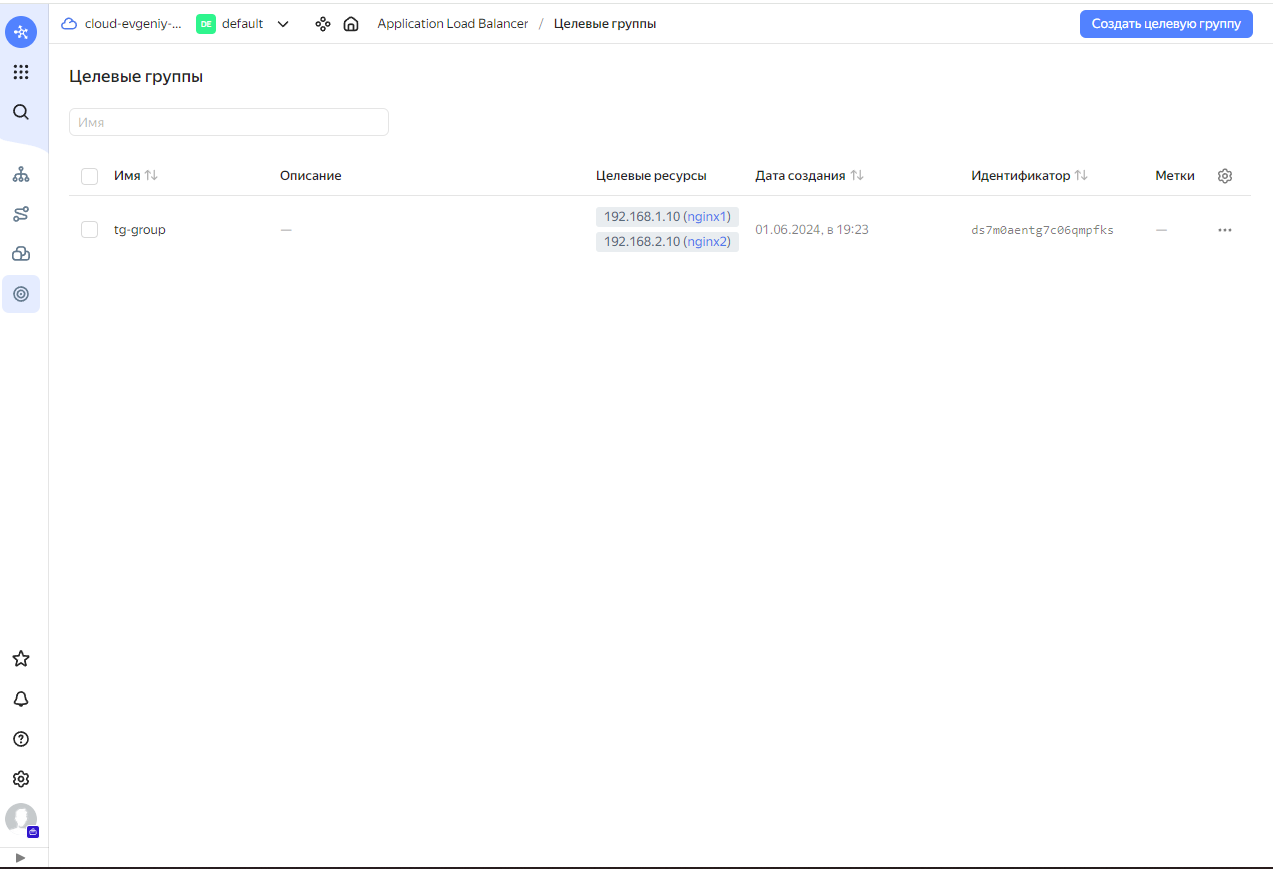 cloud-evgeniy-... DE default Application Load Balancer / Целевые группы Создать целевую группу
Целевые группы
Имя
Имя Описание Целевые ресурсы Дата создания Идентификатор Метки
tg-group — 192.168.1.10 (nginx1) 01.06.2024, в 19:23 ds7m0aentg7c06qmpfks —
192.168.2.10 (nginx2)